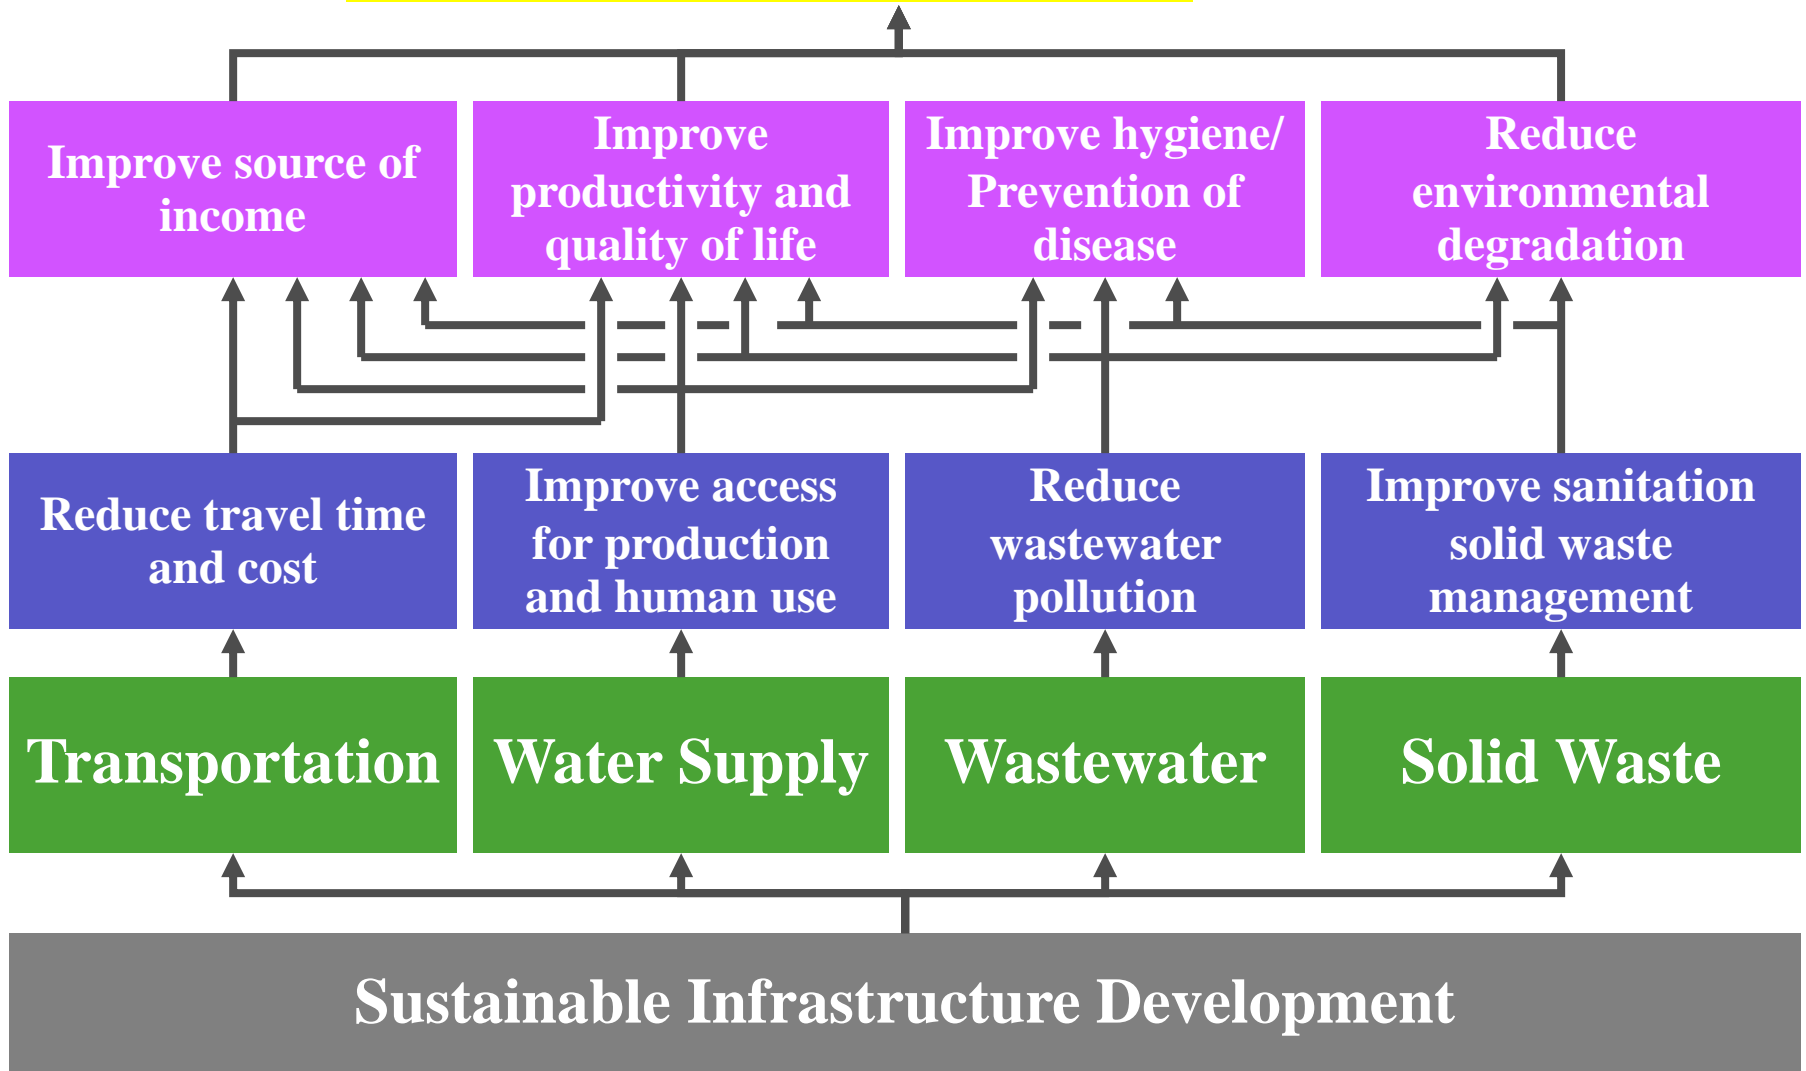 Improve source of
income
Improve
productivity and
quality of life
Improve hygiene/
Prevention of
disease
Reduce
environmental
degradation
Reduce travel time
and cost
Improve access
for production
and human use
Reduce
wastewater
pollution
Improve sanitation
solid waste
management
Transportation
Water Supply
Wastewater
Solid Waste
Sustainable Infrastructure Development